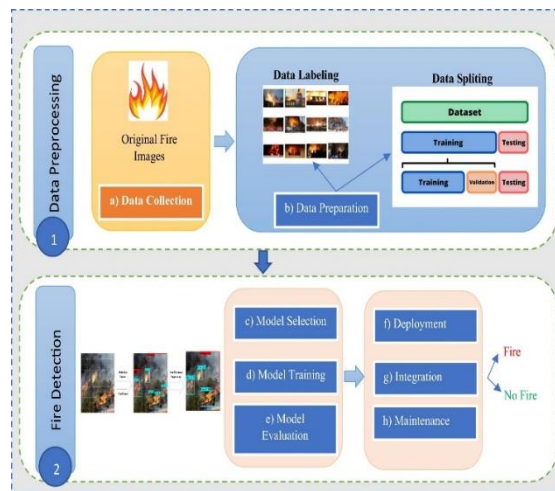 Data Preprocessing
1
Original Fire
Images
a) Data Collection
Data Labeling
b) Data Preparation
Data Spliting
Dataset
Training
Testing
Training
Validation
Testing
Fire Detection
2
c) Model Selection
d) Model Training
e) Model
Evaluation
f) Deployment
g) Integration
h) Maintenance
Fire
No Fire